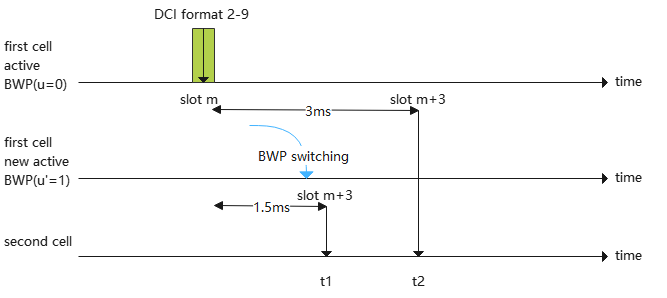 DCI format 2-9
first cell
active
BWP(u=0)
time
slot m
slot m+3
3ms
first cell
new active
BWP(u'=1)
BWP switching
time
slot m+3
1.5ms
second cell
time
t1
t2